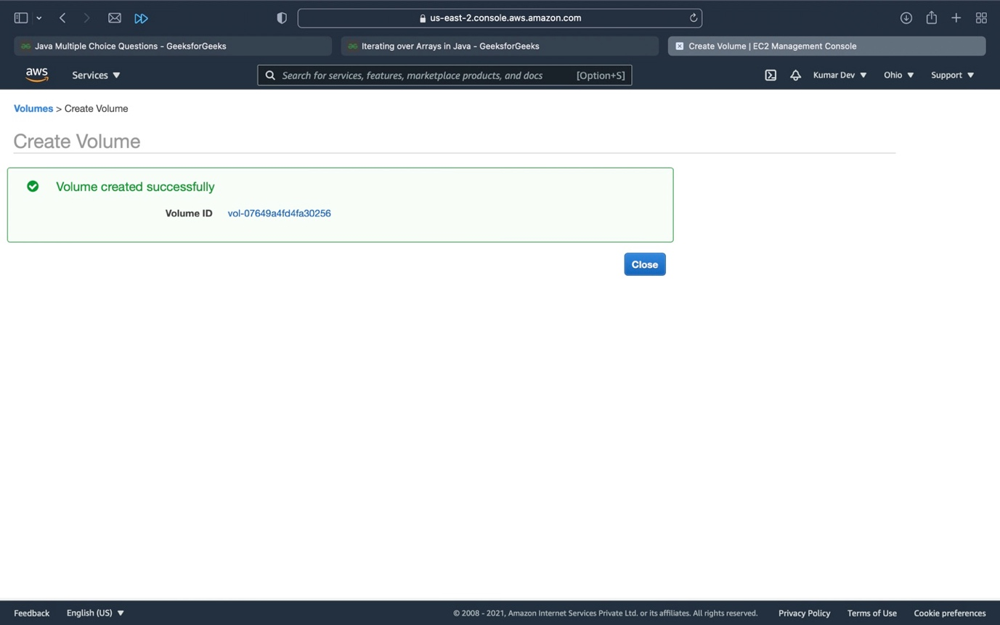 us-east-2.console.aws.amazon.com
Java Multiple Choice Questions - GeeksforGeeks
Iterating over Arrays in Java - GeeksforGeeks
Create Volume | EC2 Management Console
aws
Services
Search for services, features, marketplace products, and docs [Option+S]
Kumar Dev
Ohio
Support
Volumes > Create Volume
Create Volume
Volume created successfully
Volume ID vol-07649a4fd4fa30256
Close
Feedback
English (US)
© 2008 - 2021, Amazon Internet Services Private Ltd. or its affiliates. All rights reserved.
Privacy Policy
Terms of Use
Cookie preferences